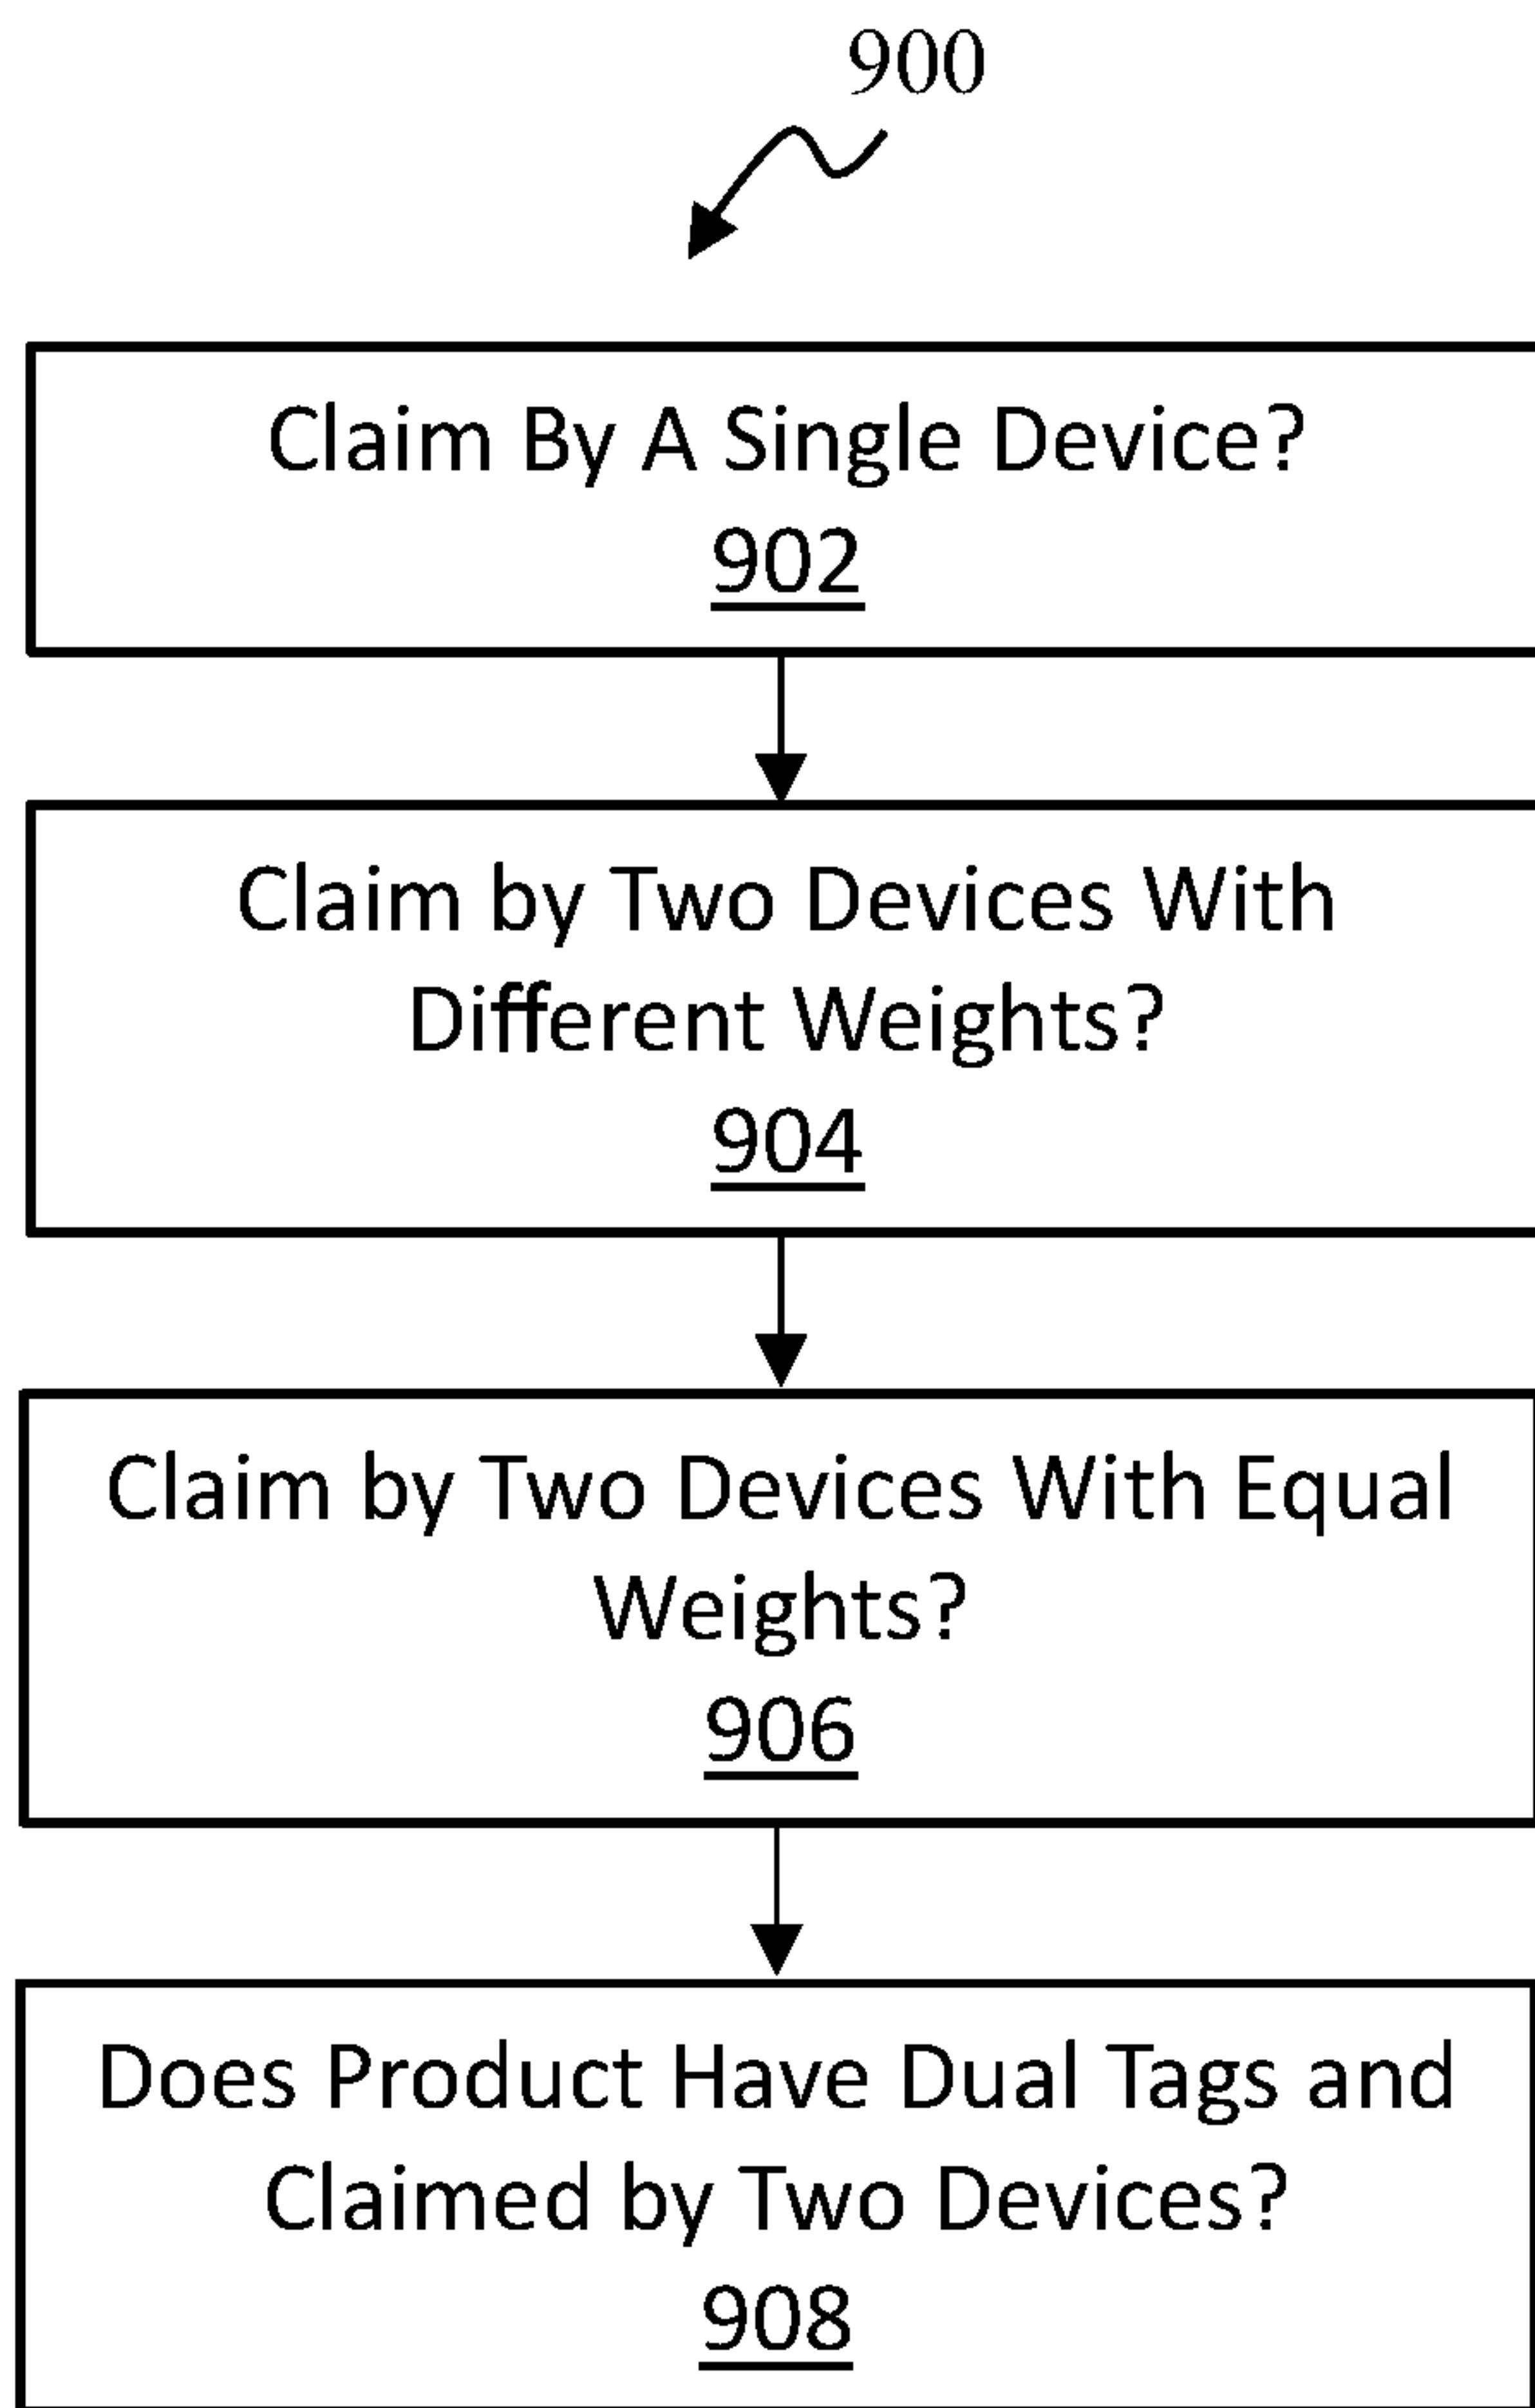 900
Claim By A Single Device?
902
Claim by Two Devices With
Different Weights?
904
Claim by Two Devices With Equal
Weights?
906
Does Product Have Dual Tags and
Claimed by Two Devices?
908